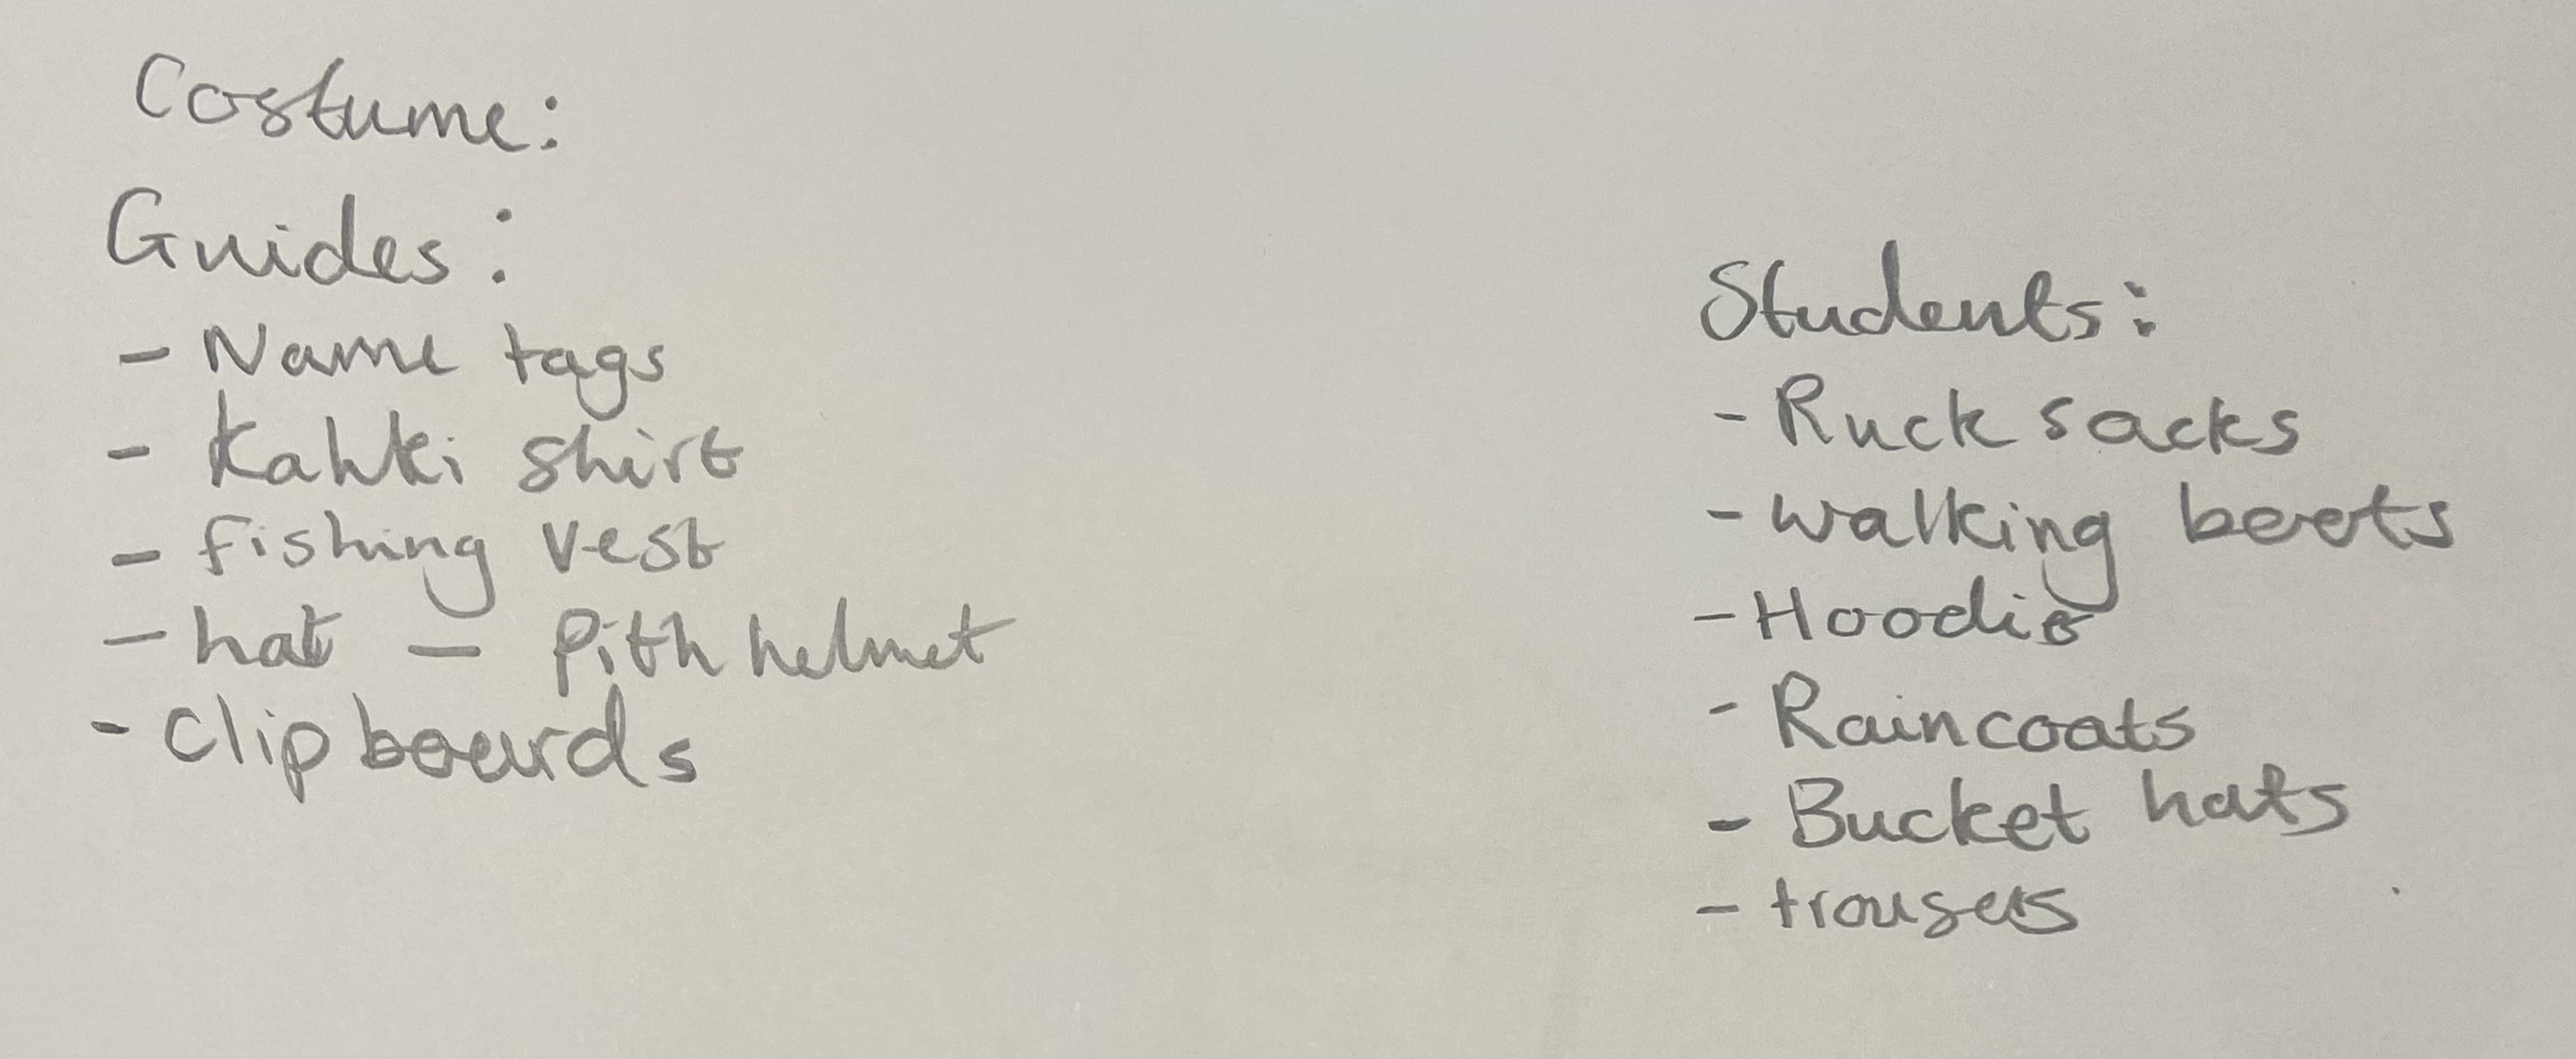 Costume:
Guides:
- Name tags
- Kahki shirt
- fishing vest
- hat - Pith helmet
- Clip boards
Students:
- Ruck sacks
- walking boots
- Hoodie
- Raincoats
- Bucket hats
- trousers